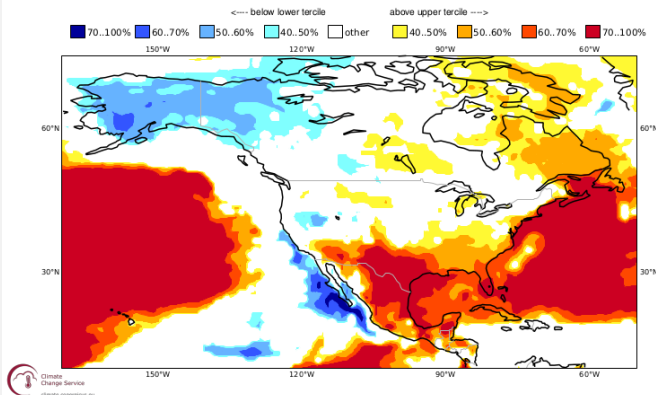 <---- below lower tercile above upper tercile ---->
70..100% 60..70% 50..60% 40..50% other 40..50% 50..60% 60..70% 70..100%
150°W 120°W 90°W 60°W
60°N 60°N
30°N 30°N
150°W 120°W 90°W 60°W
Climate
Change Service